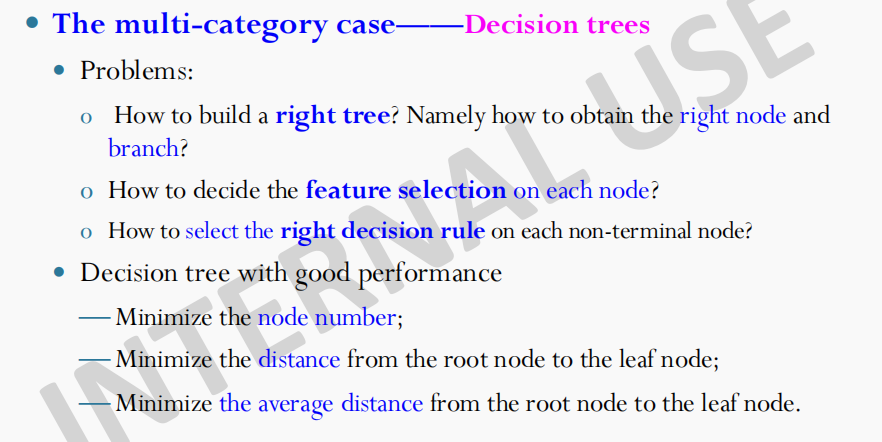 • The multi-category case——Decision trees
• Problems:
o How to build a right tree? Namely how to obtain the right node and
branch?
o How to decide the feature selection on each node?
o How to select the right decision rule on each non-terminal node?
• Decision tree with good performance
— Minimize the node number;
— Minimize the distance from the root node to the leaf node;
— Minimize the average distance from the root node to the leaf node.
INTERNAL USE